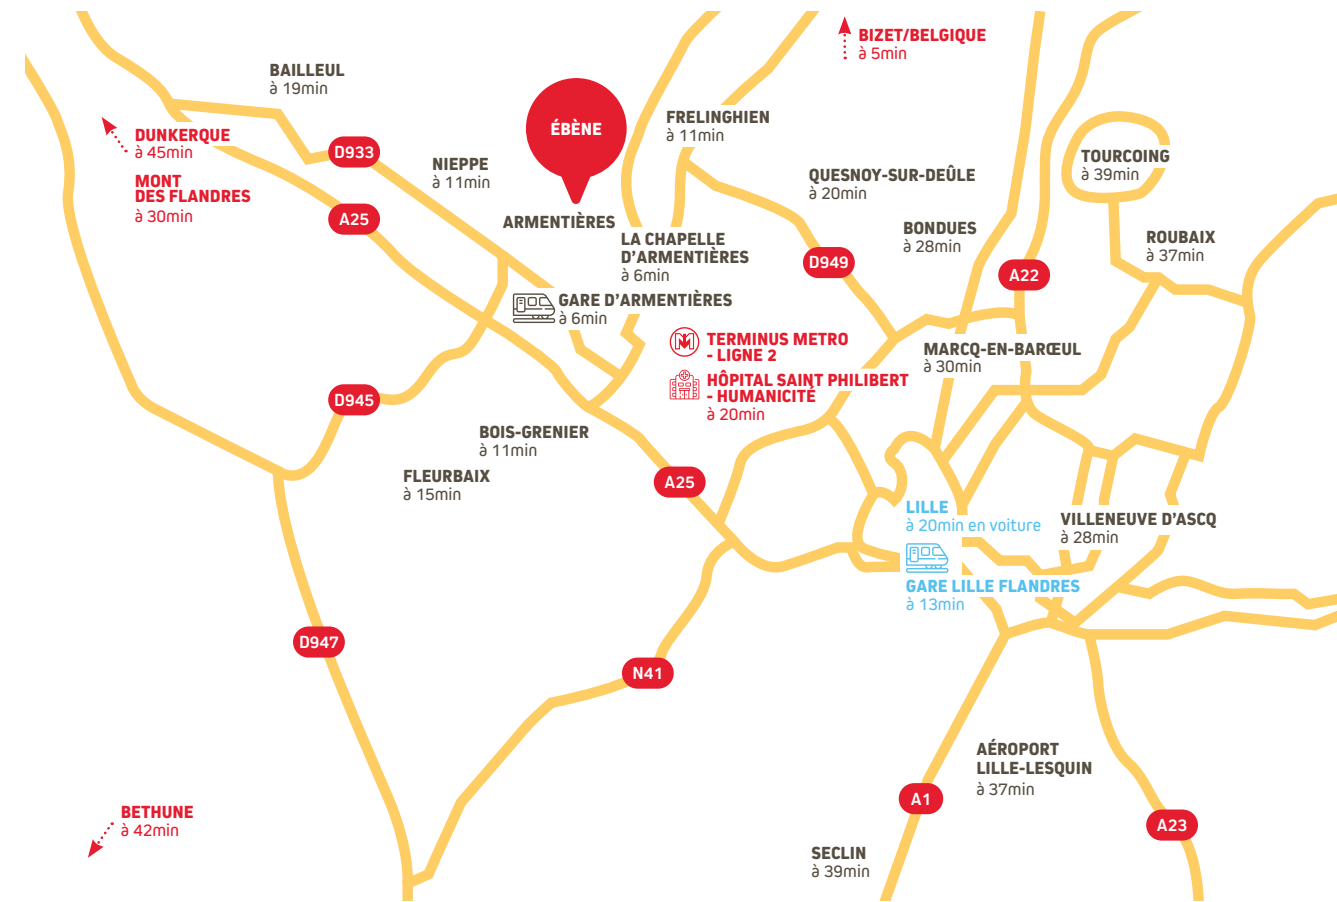 BIZET/BELGIQUE
à 5min
BAILLEUL
à 19min
ÉBÈNE
FRELINGHIEN
à 11min
DUNKERQUE
à 45min
D933
NIEPPE
à 11min
TOURCOING
à 39min
MONT
DES FLANDRES
à 30min
QUESNOY-SUR-DEÛLE
à 20min
A25
ARMENTIÈRES
BONDUES
à 28min
LA CHAPELLE
D'ARMENTIÈRES
à 6min
ROUBAIX
à 37min
D949
A22
GARE D'ARMENTIÈRES
à 6min
M
TERMINUS METRO
- LIGNE 2
MARCQ-EN-BARŒUL
à 30min
HÔPITAL SAINT PHILIBERT
- HUMANICITÉ
à 20min
D945
BOIS-GRENIER
à 11min
FLEURBAIX
à 15min
A25
LILLE
à 20min en voiture
VILLENEUVE D'ASCQ
à 28min
GARE LILLE FLANDRES
à 13min
D947
N41
AÉROPORT
LILLE-LESQUIN
à 37min
A1
BETHUNE
à 42min
A23
SECLIN
à 39min